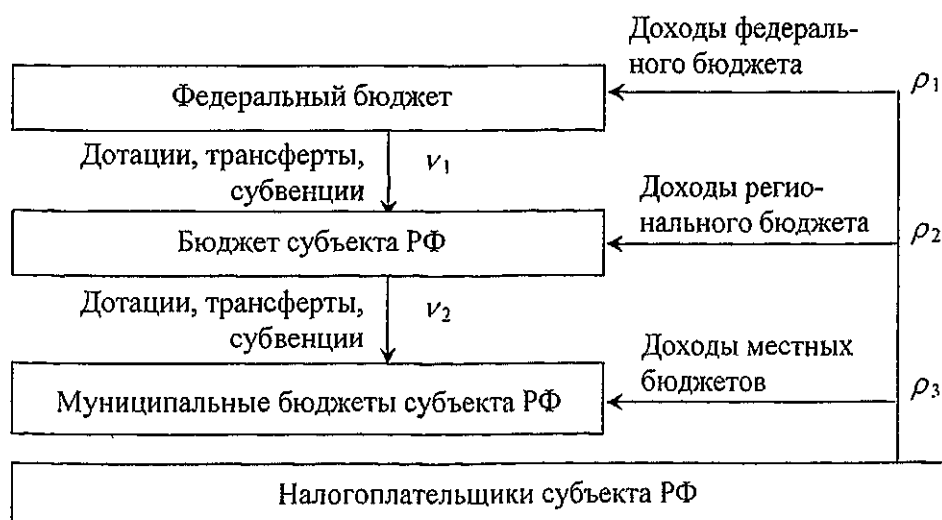 Доходы федераль-
ного бюджета
Федеральный бюджет
ρ1
Дотации, трансферты,
субвенции
ν1
Доходы регио-
нального бюджета
Бюджет субъекта РФ
ρ2
Дотации, трансферты,
субвенции
ν2
Доходы местных
бюджетов
Муниципальные бюджеты субъекта РФ
ρ3
Налогоплательщики субъекта РФ